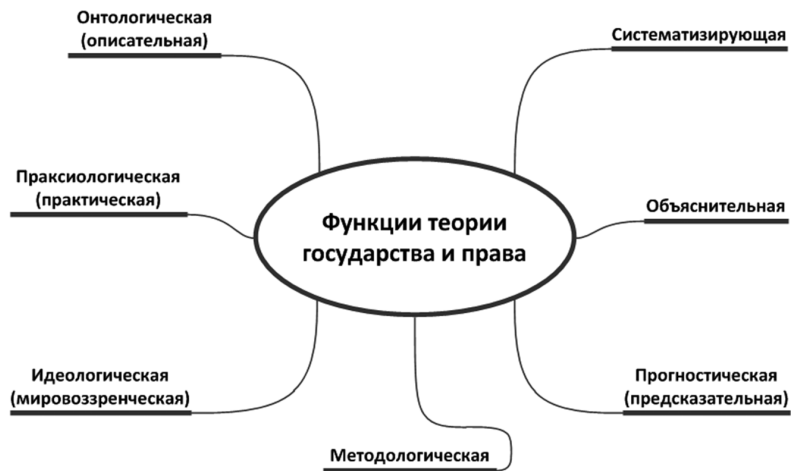 Онтологическая
(описательная)
Систематизирующая
Праксиологическая
(практическая)
Объяснительная
Функции теории
государства и права
Идеологическая
(мировоззренческая)
Прогностическая
(предсказательная)
Методологическая